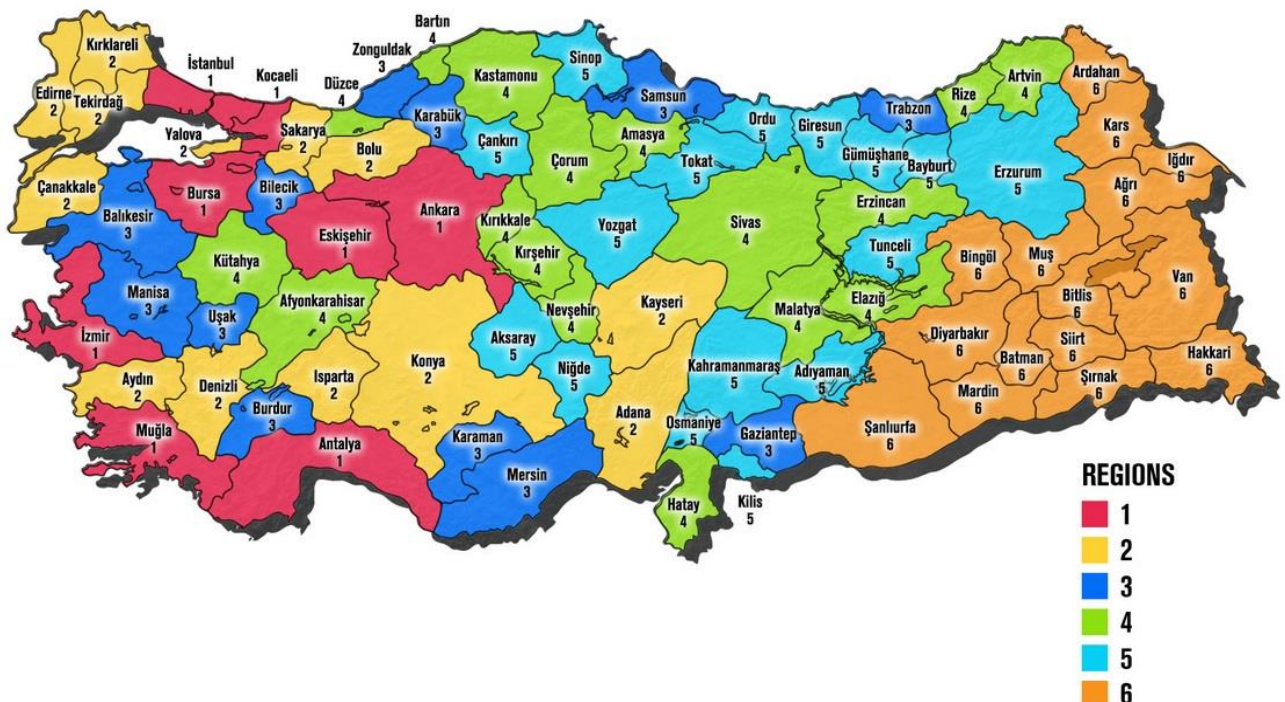 Kırklareli
2
Edirne
2
Tekirdağ
2
İstanbul
1
Kocaeli
1
Yalova
2
Sakarya
2
Düzce
4
Bolu
2
Zonguldak
3
Bartın
4
Karabük
3
Kastamonu
4
Çankırı
5
Sinop
5
Samsun
3
Çorum
4
Amasya
4
Tokat
5
Ordu
5
Giresun
5
Gümüşhane
5
Bayburt
5
Trabzon
3
Rize
4
Artvin
4
Ardahan
6
Kars
6
Iğdır
6
Ağrı
6
Erzurum
5
Erzincan
4
Tunceli
5
Çanakkale
2
Balıkesir
3
Bursa
1
Bilecik
3
Eskişehir
1
Ankara
1
Kırıkkale
4
Kırşehir
4
Yozgat
5
Sivas
4
Kütahya
4
Manisa
3
Uşak
3
Afyonkarahisar
4
İzmir
1
Aydın
2
Denizli
2
Isparta
2
Burdur
3
Muğla
1
Antalya
1
Konya
2
Aksaray
5
Nevşehir
4
Niğde
5
Kayseri
2
4
Karaman
3
Mersin
3
Adana
2
Kahramanmaraş
5
Malatya
4
Elazığ
4
Adıyaman
5
Osmaniye
5
Gaziantep
3
Hatay
4
Kilis
5
Şanlıurfa
6
Bingöl
6
Muş
6
Bitlis
6
Van
6
Diyarbakır
6
Batman
6
Siirt
6
Mardin
6
Şırnak
6
Hakkari
6
REGIONS
1
2
3
4
5
6